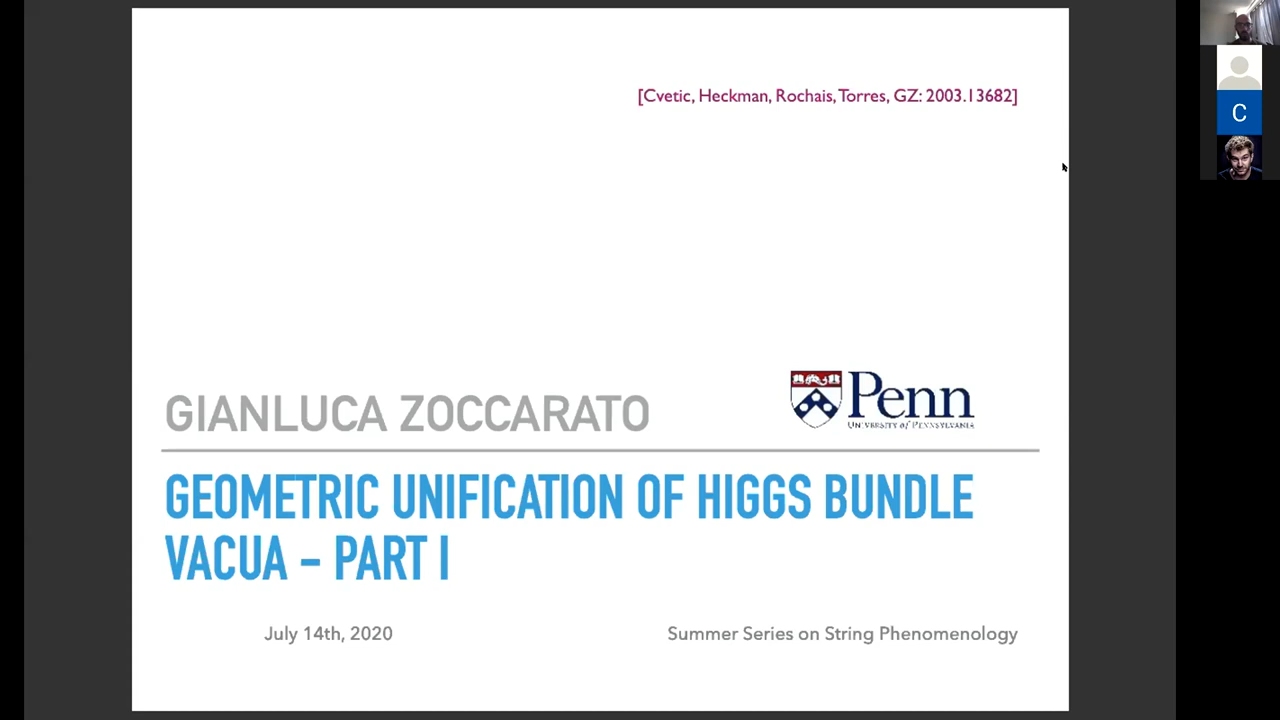 [Cvetic, Heckman, Rochais, Torres, GZ: 2003.13682]
C
GIANLUCA ZOCCARATO
Penn
UNIVERSITY of PENNSYLVANIA
GEOMETRIC UNIFICATION OF HIGGS BUNDLE
VACUA – PART I
July 14th, 2020
Summer Series on String Phenomenology